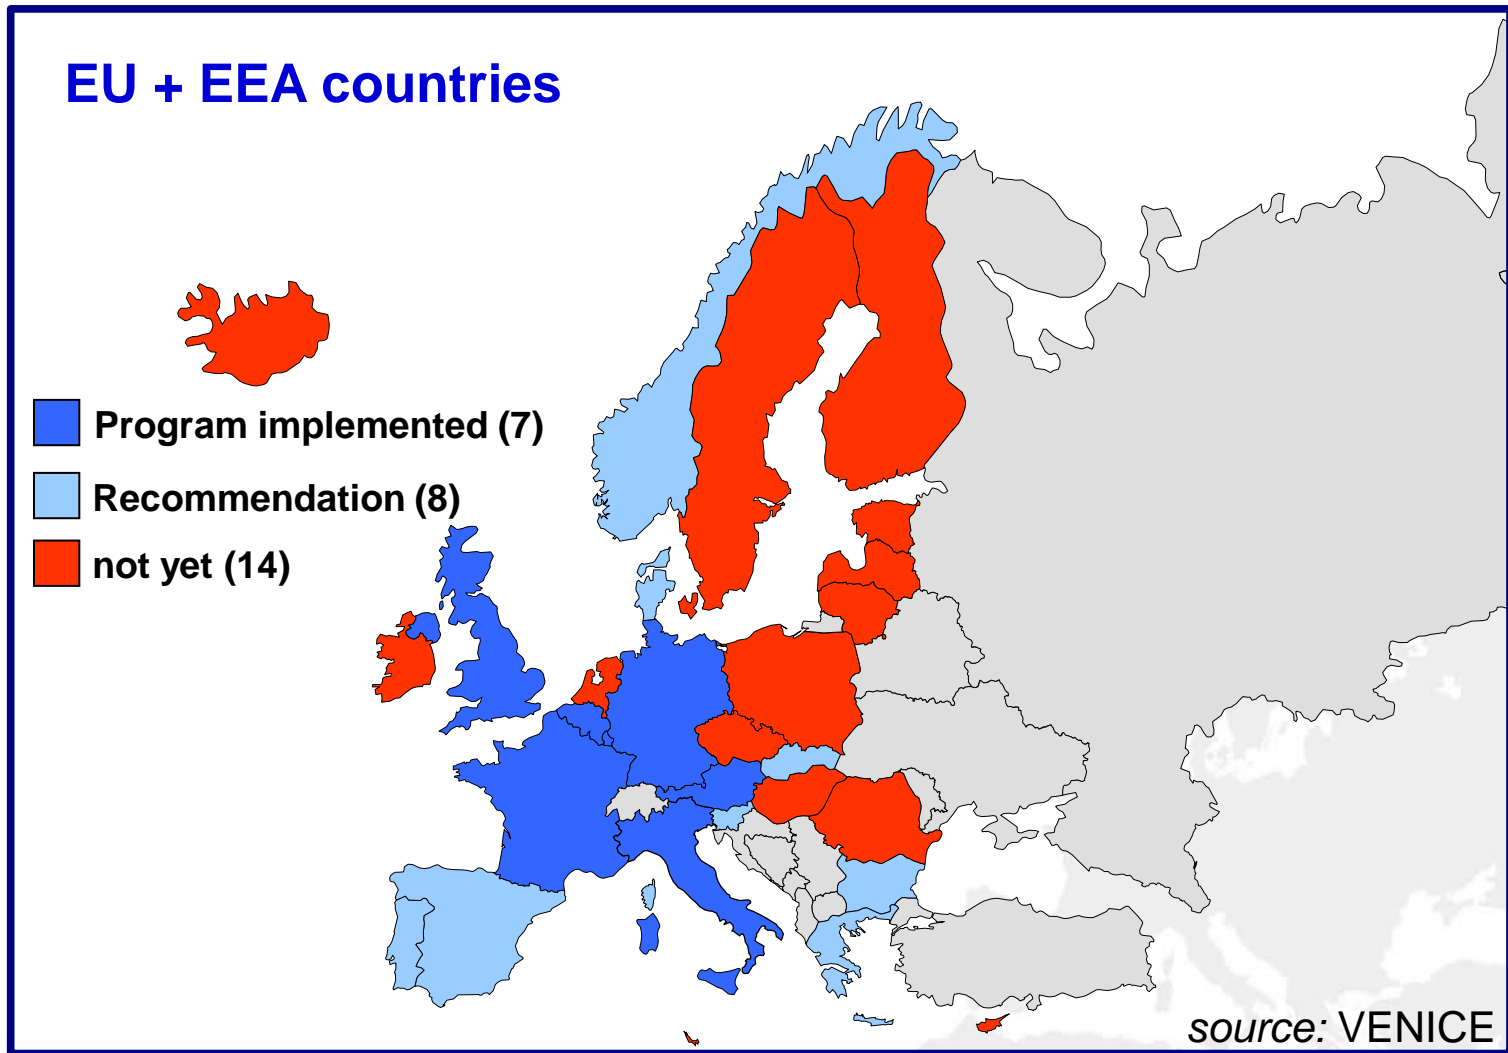 EU + EEA countries
Program implemented (7)
Recommendation (8)
not yet (14)
source: VENICE